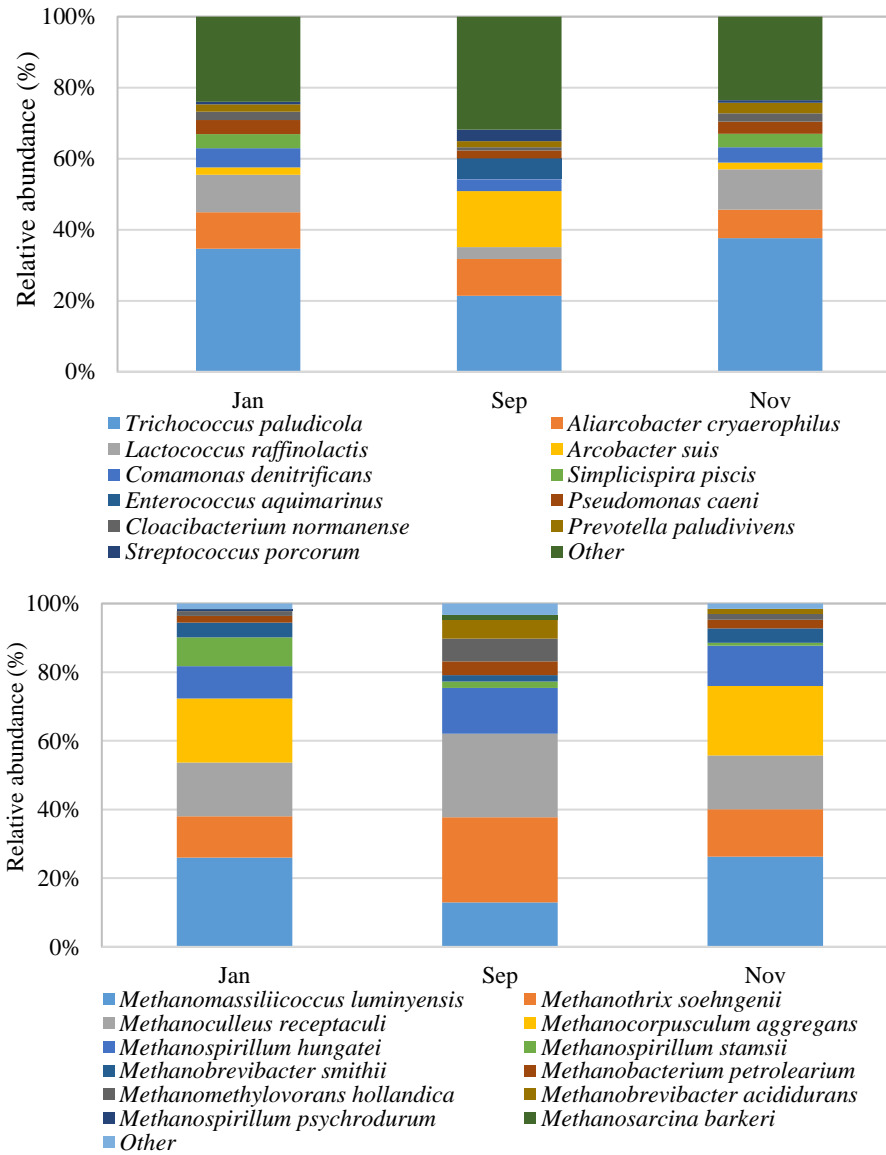 100%
80%
60%
40%
20%
0%
Relative abundance (%)
Jan Sep Nov
Trichococcus paludicola Aliarcobacter cryaerophilus
Lactococcus raffinolactis Arcobacter suis
Comamonas denitrificans Simplicispira piscis
Enterococcus aquimarinus Pseudomonas caeni
Cloacibacterium normanense Prevotella paludivivens
Streptococcus porcorum Other
100%
80%
60%
40%
20%
0%
Relative abundance (%)
Jan Sep Nov
Methanomassiliicoccus luminyensis Methanothrix soehngenii
Methanoculleus receptaculi Methanocorpusculum aggregans
Methanospirillum hungatei Methanospirillum stamsii
Methanobrevibacter smithii Methanobacterium petrolearium
Methanomethylovorans hollandica Methanobrevibacter acididurans
Methanospirillum psychrodurum Methanosarcina barkeri
Other